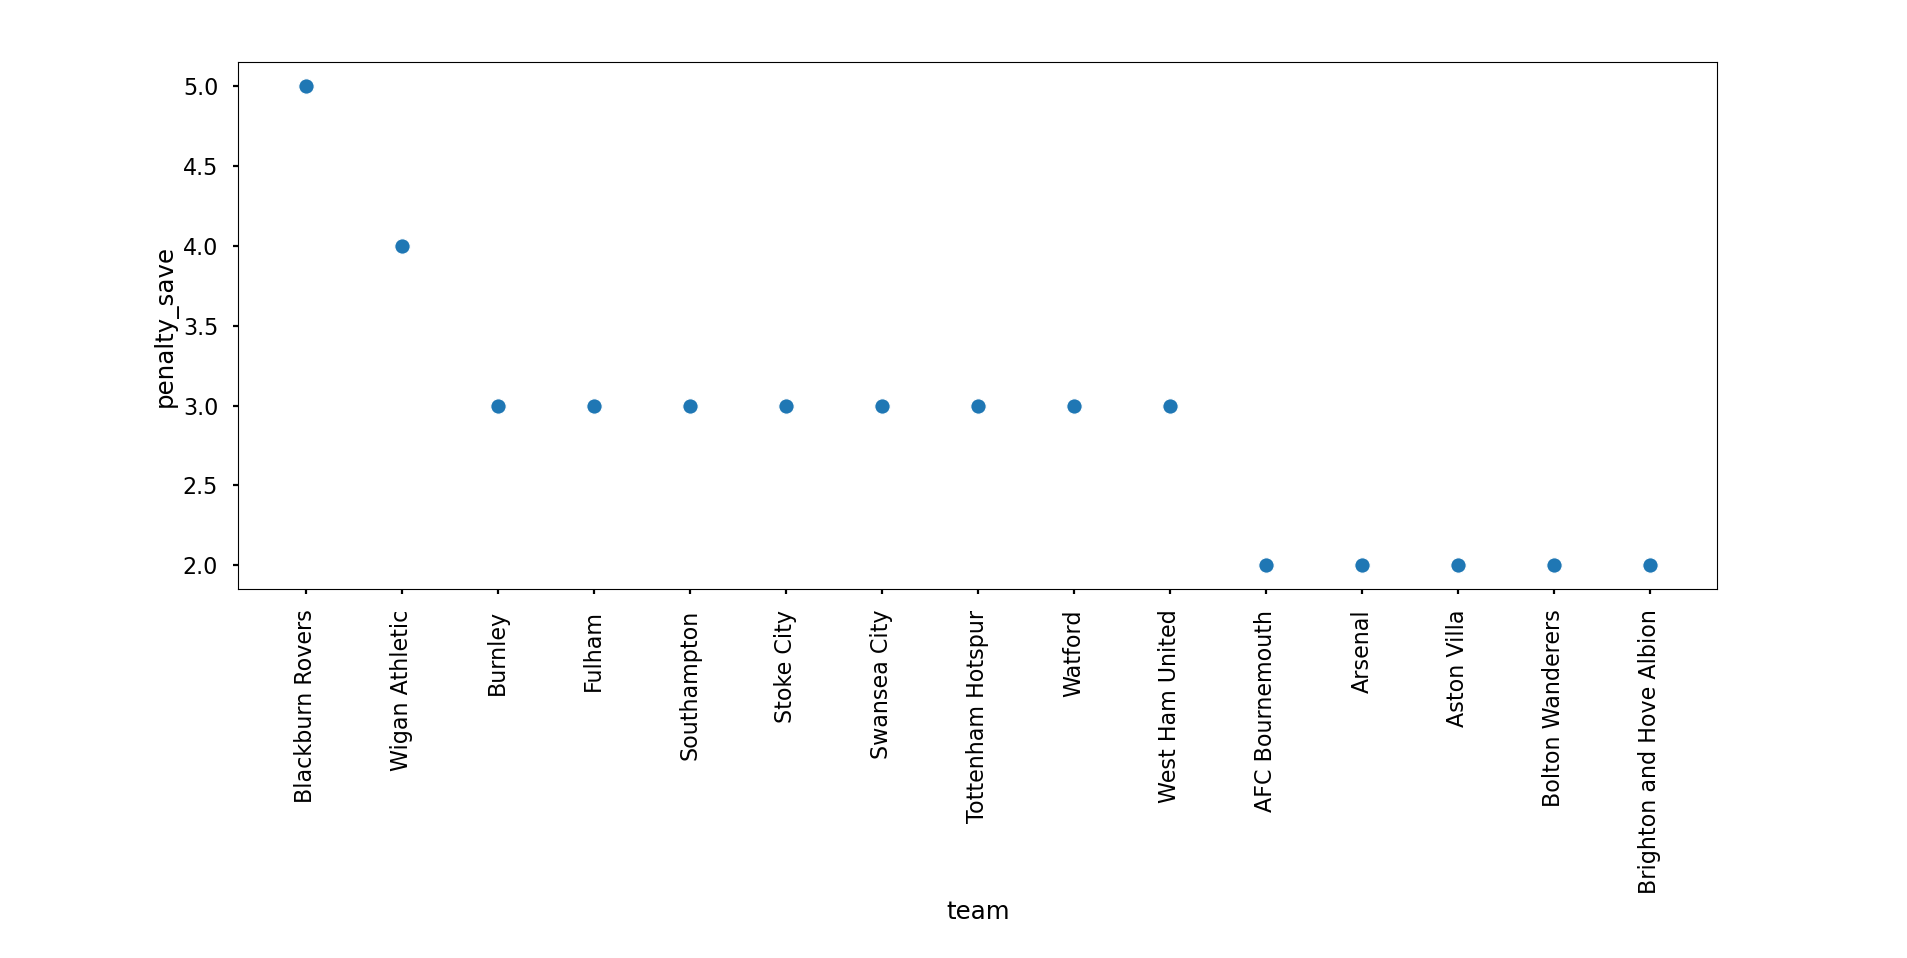 5.0
4.5
4.0
3.5
3.0
2.5
2.0
penalty_save
Blackburn Rovers
Wigan Athletic
Burnley
Fulham
Southampton
Stoke City
Swansea City
Tottenham Hotspur
Watford
West Ham United
AFC Bournemouth
Arsenal
Aston Villa
Bolton Wanderers
Brighton and Hove Albion
team